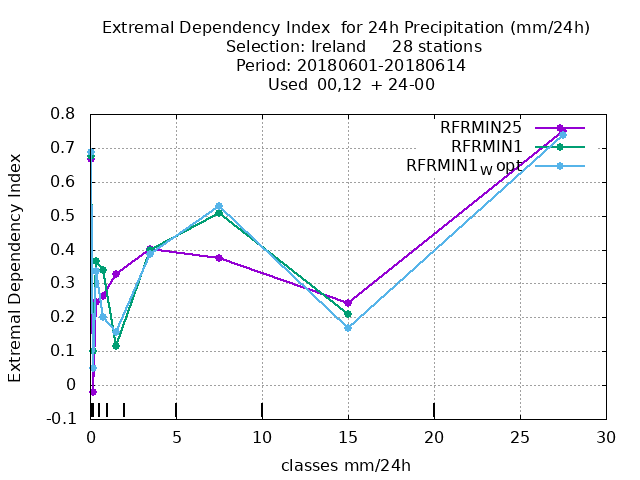 Extremal Dependency Index  for 24h Precipitation (mm/24h)
Selection: Ireland     28 stations
Period: 20180601-20180614
Used  00,12  + 24-00
Extremal Dependency Index
0.8
0.7
0.6
0.5
0.4
0.3
0.2
0.1
0
-0.1
RFRMIN25
RFRMIN1
RFRMIN1W opt
0 5 10 15 20 25 30
classes mm/24h